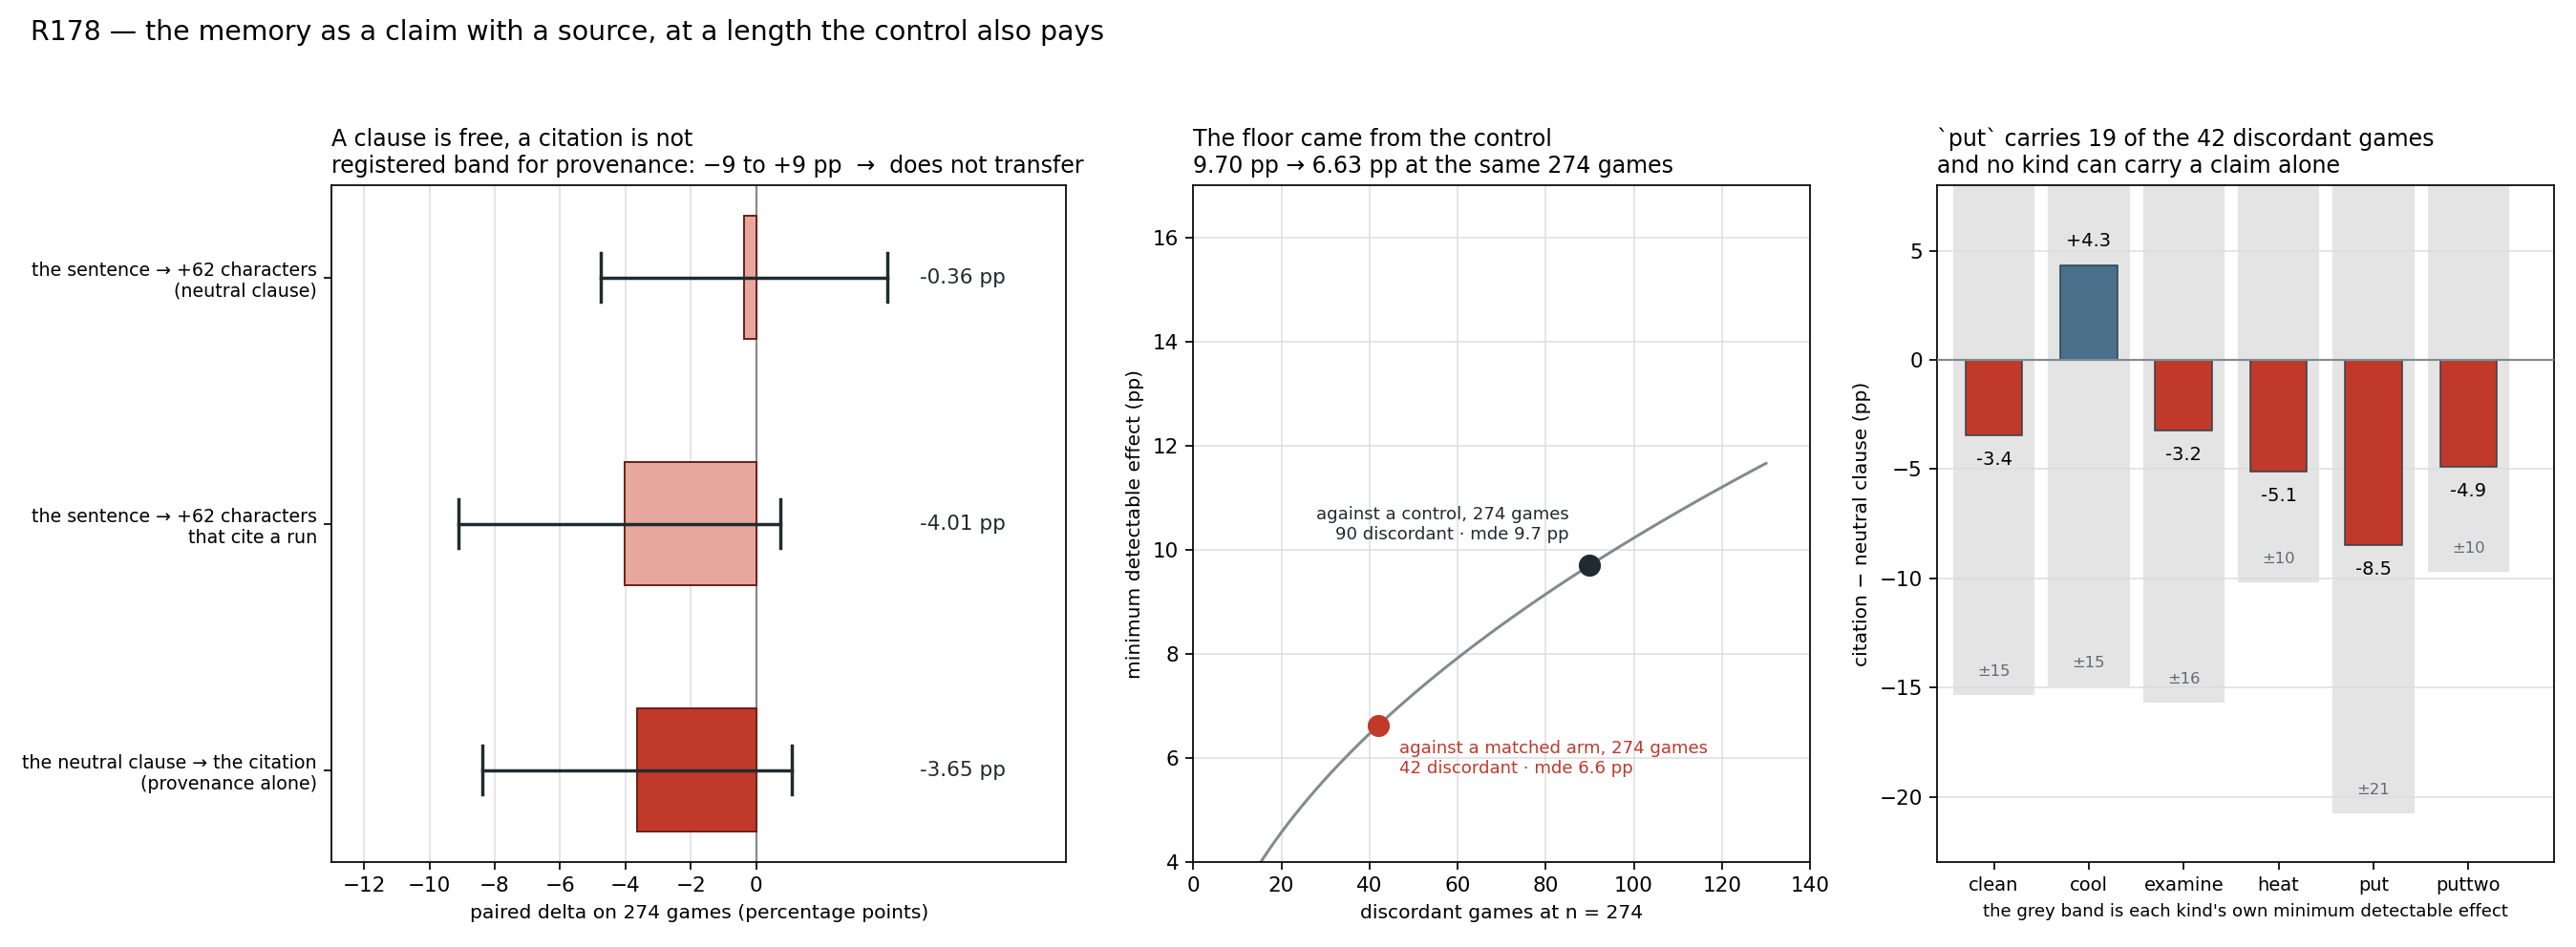 R178 — the memory as a claim with a source, at a length the control also pays
A clause is free, a citation is not
registered band for provenance: −9 to +9 pp → does not transfer
the sentence → +62 characters
(neutral clause)
-0.36 pp
the sentence → +62 characters
that cite a run
-4.01 pp
the neutral clause → the citation
(provenance alone)
-3.65 pp
−12 −10 −8 −6 −4 −2 0
paired delta on 274 games (percentage points)
The floor came from the control
9.70 pp → 6.63 pp at the same 274 games
minimum detectable effect (pp)
16
14
12
10
8
6
4
against a control, 274 games
90 discordant · mde 9.7 pp
against a matched arm, 274 games
42 discordant · mde 6.6 pp
0 20 40 60 80 100 120 140
discordant games at n = 274
`put` carries 19 of the 42 discordant games
and no kind can carry a claim alone
citation − neutral clause (pp)
5
0
−5
−10
−15
−20
-3.4
+4.3
-3.2
-5.1
-8.5
-4.9
±15
±15
±16
±10
±21
±10
clean cool examine heat put puttwo
the grey band is each kind's own minimum detectable effect